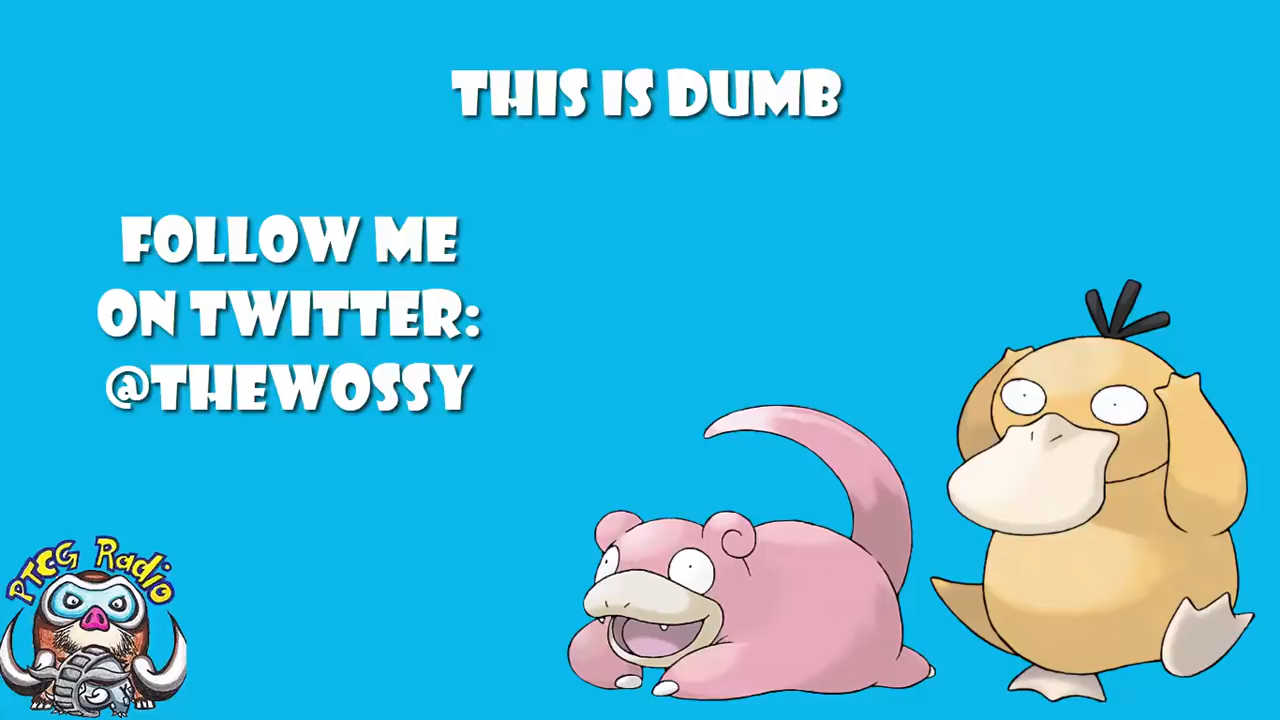 THIS IS DUMB
FOLLOW ME
ON TWITTER:
@THEWOSSY
PTCG Radio